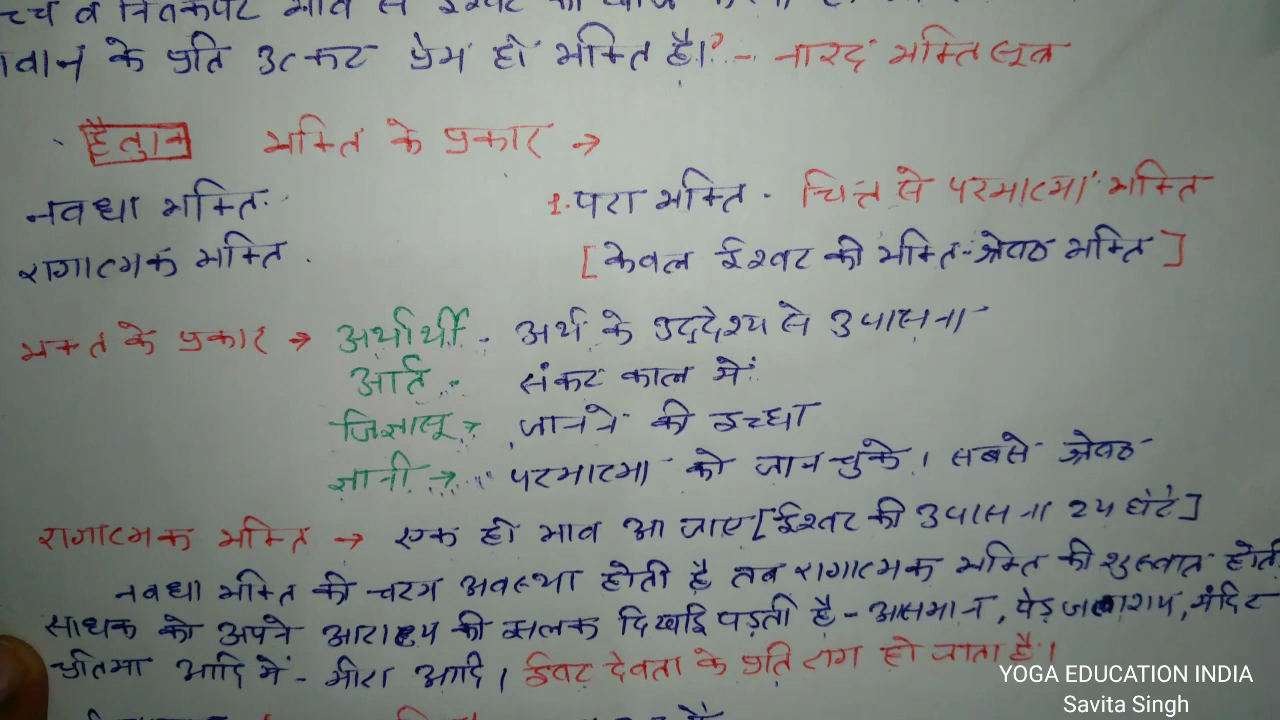 च्चे व निष्कपट भाव से ईश्वर की खोज
वान के प्रति उत्कट प्रेम ही भक्ति है।" - नारद भक्ति सूत्र
भक्ति के प्रकार →
नवधा भक्ति
1. परा भक्ति - चित्त से परमात्मा भक्ति
रागात्मक भक्ति
[केवल ईश्वर की भक्ति - श्रेष्ठ भक्ति]
भक्त के प्रकार → अर्थार्थी - अर्थ के उद्देश्य से उपासना
आर्त - संकट काल में
जिज्ञासू → जानने की इच्छा
ज्ञानी → परमात्मा को जान चुके। सबसे श्रेष्ठ
रागात्मक भक्ति → एक ही भाव आ जाए [ईश्वर की उपासना 24 घंटे]
नवधा भक्ति की चरम अवस्था होती है तब रागात्मक भक्ति की शुरुवात होती
साधक को अपने आराध्य की झलक दिखाई पड़ती है - आसमान, पेड़ जलाशय, मंदिर
प्रतिमा आदि में - मीरा आदि। ईश्वर देवता के प्रति राग हो जाता है।
YOGA EDUCATION INDIA
Savita Singh